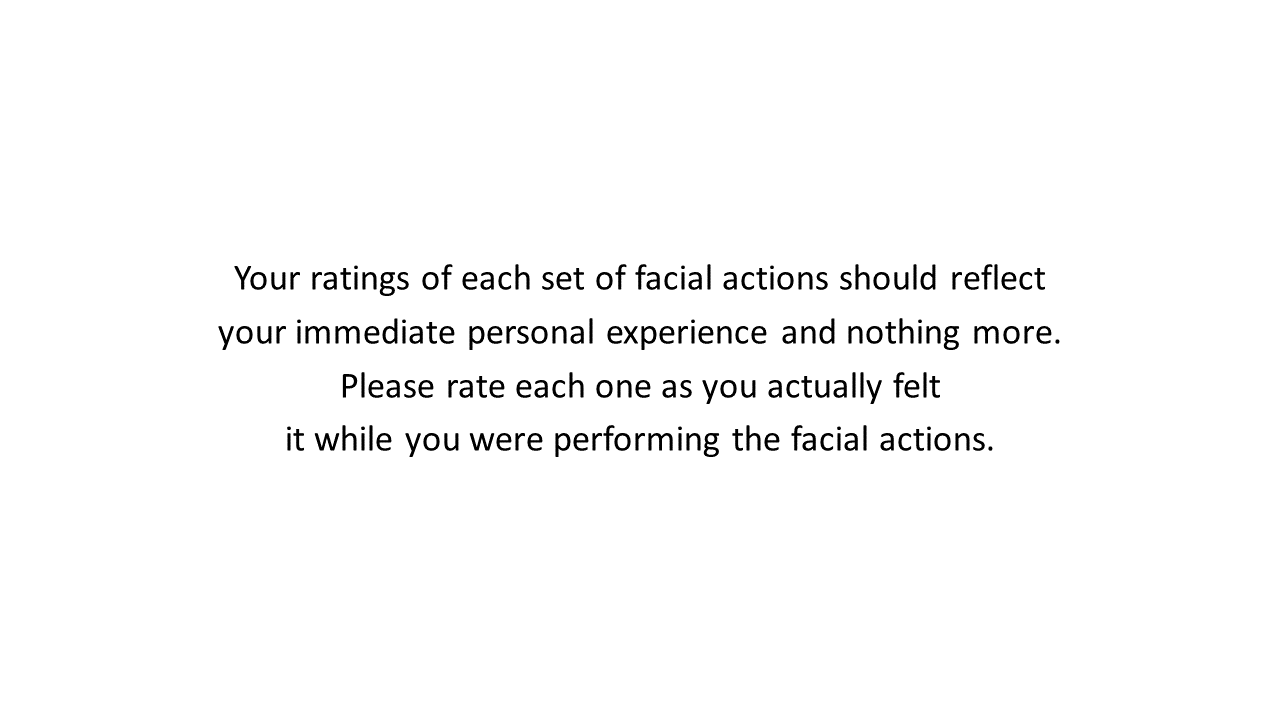 Your ratings of each set of facial actions should reflect
your immediate personal experience and nothing more.
Please rate each one as you actually felt
it while you were performing the facial actions.